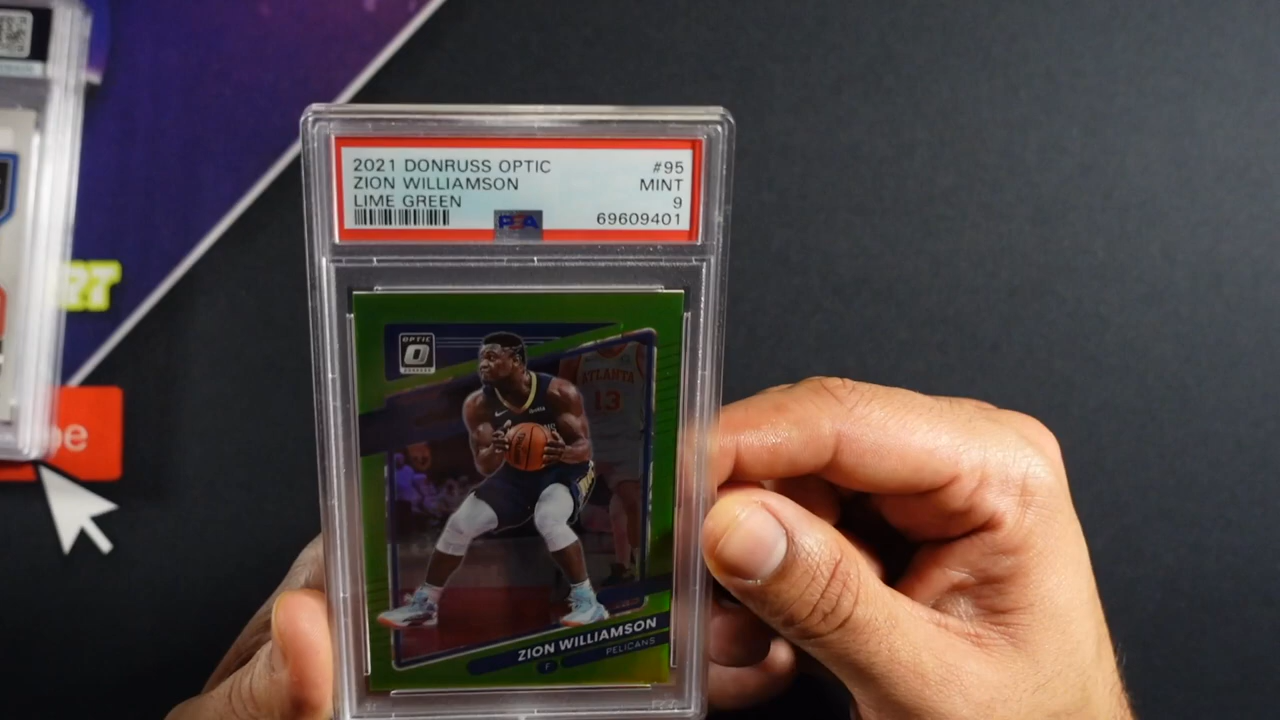 2021 DONRUSS OPTIC #95
ZION WILLIAMSON MINT
LIME GREEN 9
PSA 69609401
OPTIC
O
ATLANTA
13
ZION WILLIAMSON
PELICANS
F
RT
be